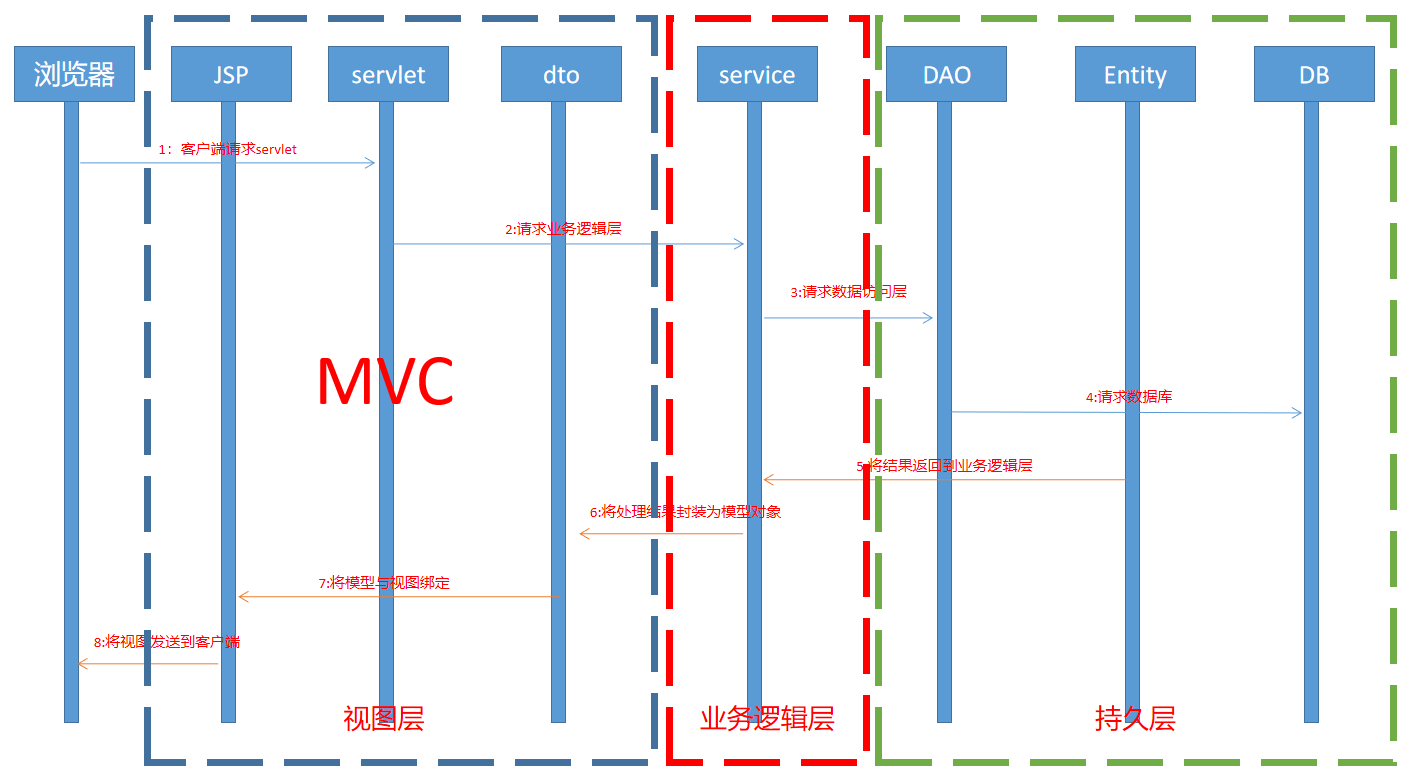 浏览器
JSP
servlet
dto
service
DAO
Entity
DB
1：客户端请求servlet
2:请求业务逻辑层
3:请求数据访问层
MVC
4:请求数据库
5:将结果返回到业务逻辑层
6:将处理结果封装为模型对象
7:将模型与视图绑定
8:将视图发送到客户端
视图层
业务逻辑层
持久层